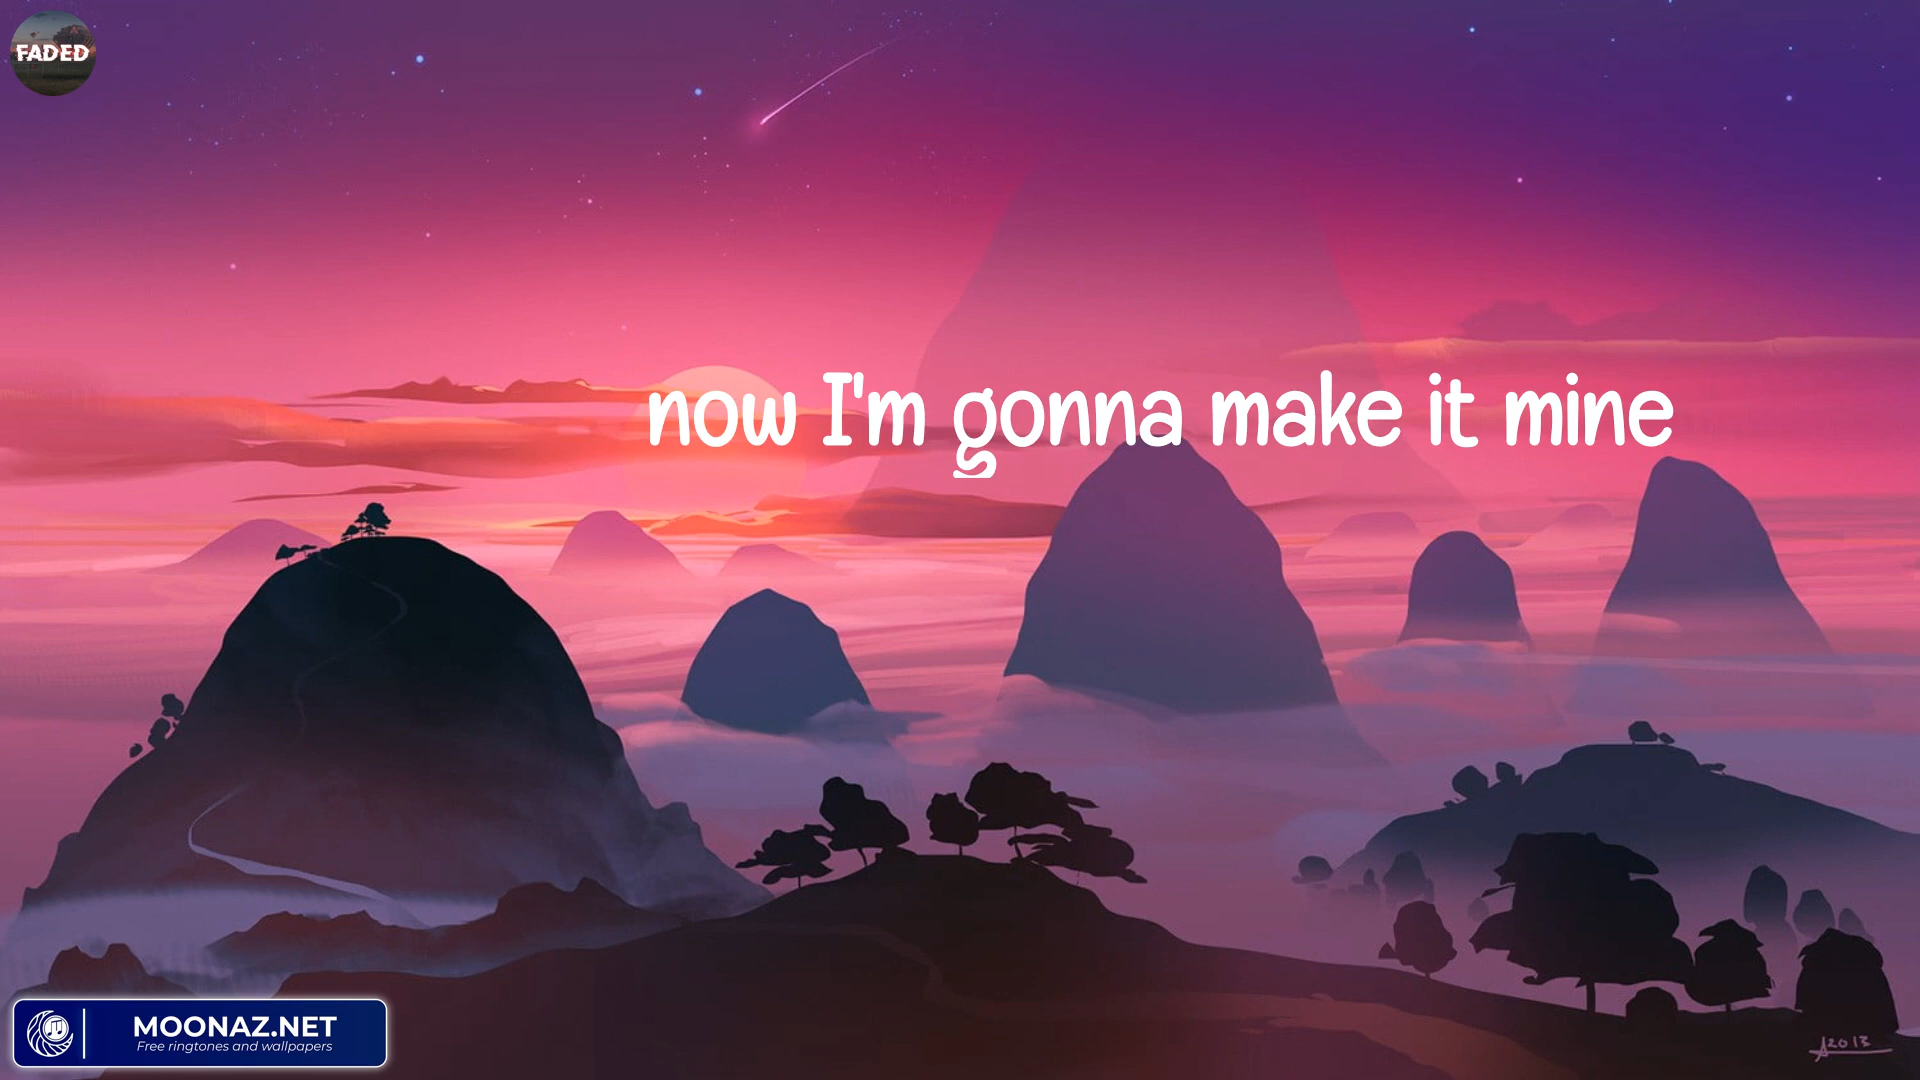 FADED
now I'm gonna make it mine
MOONAZ.NET
Free ringtones and wallpapers
2013